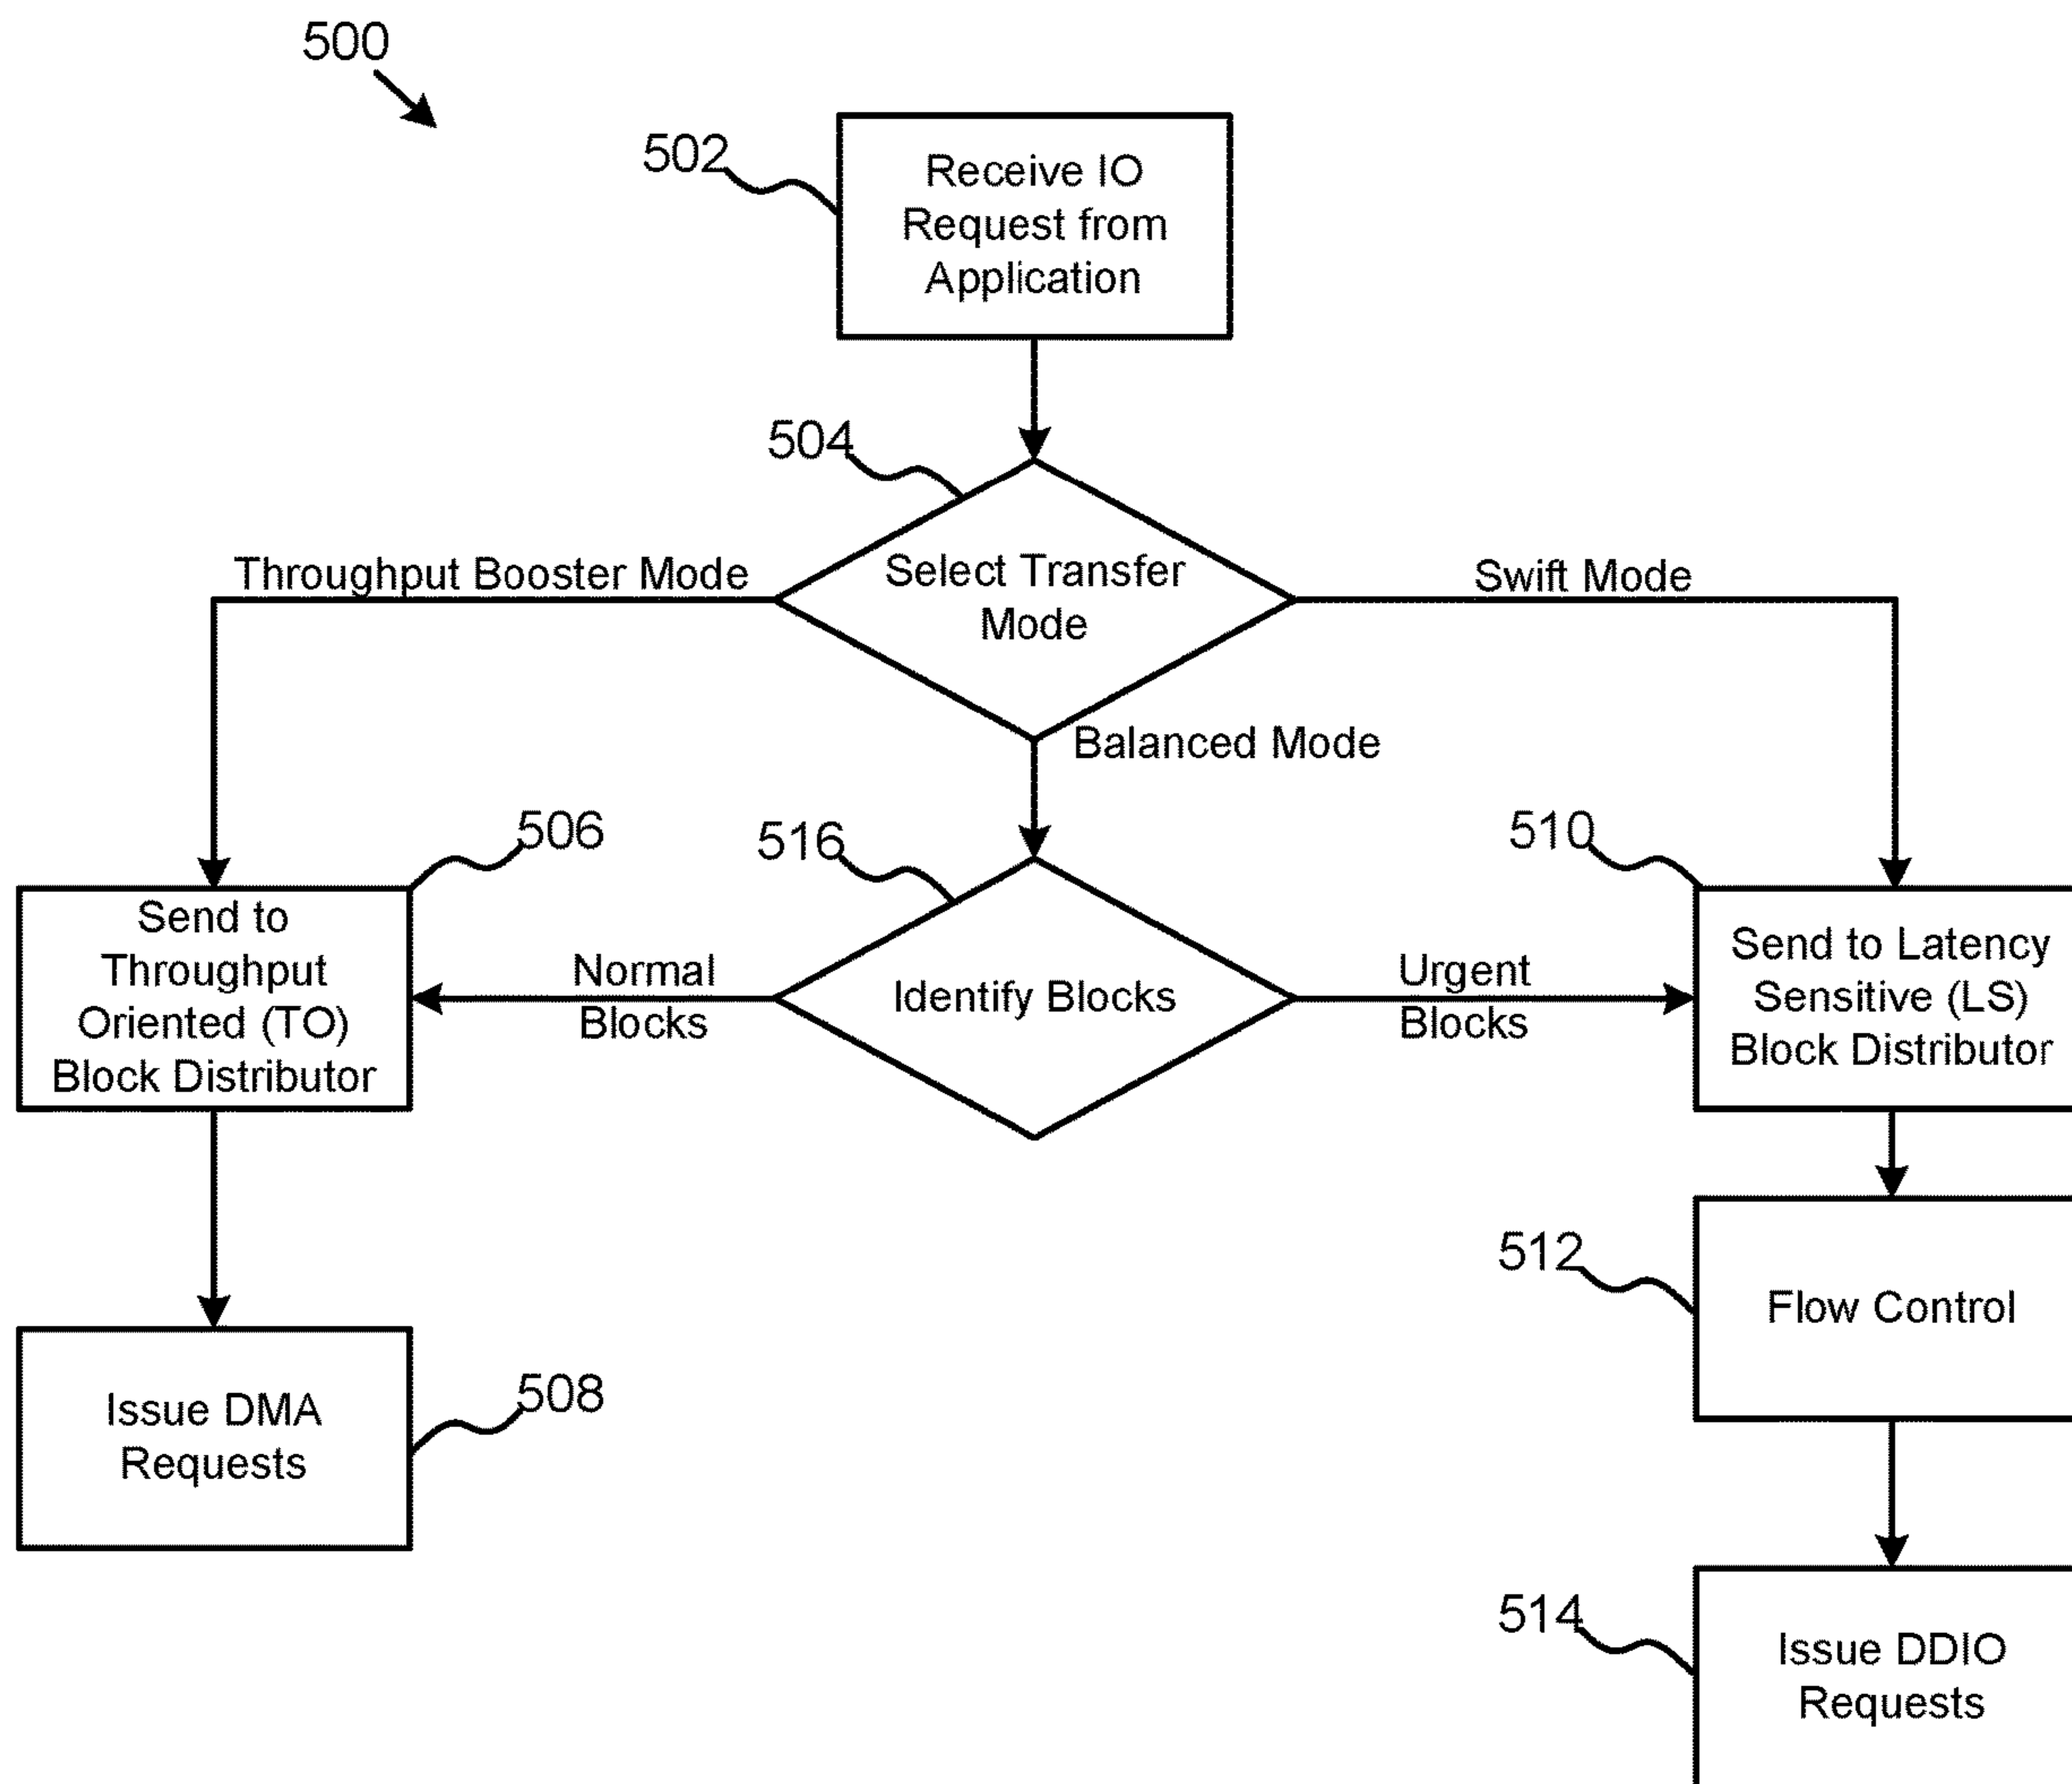 500
502
Receive IO
Request from
Application
504
Select Transfer
Mode
Throughput Booster Mode
Swift Mode
Balanced Mode
506
516
510
Send to
Throughput
Oriented (TO)
Block Distributor
Normal
Blocks
Identify Blocks
Urgent
Blocks
Send to Latency
Sensitive (LS)
Block Distributor
512
Flow Control
508
Issue DMA
Requests
514
Issue DDIO
Requests